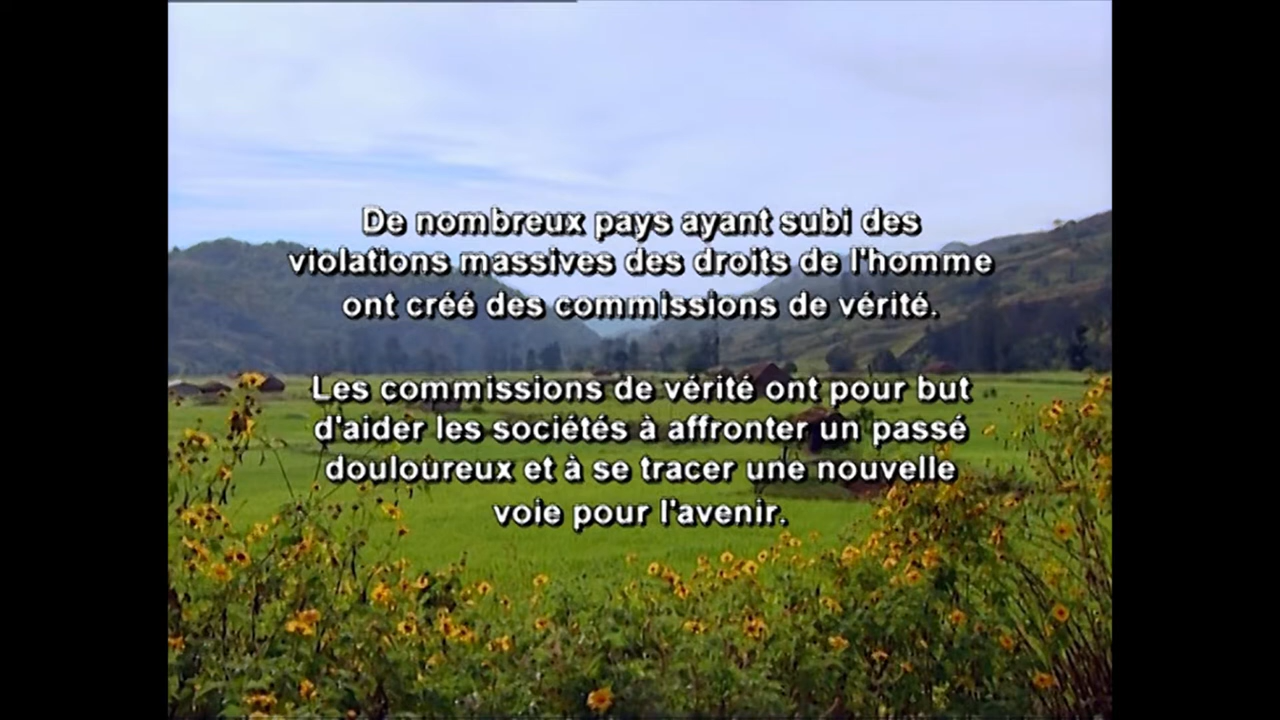 De nombreux pays ayant subi des
violations massives des droits de l'homme
ont créé des commissions de vérité.
Les commissions de vérité ont pour but
d'aider les sociétés à affronter un passé
douloureux et à se tracer une nouvelle
voie pour l'avenir.